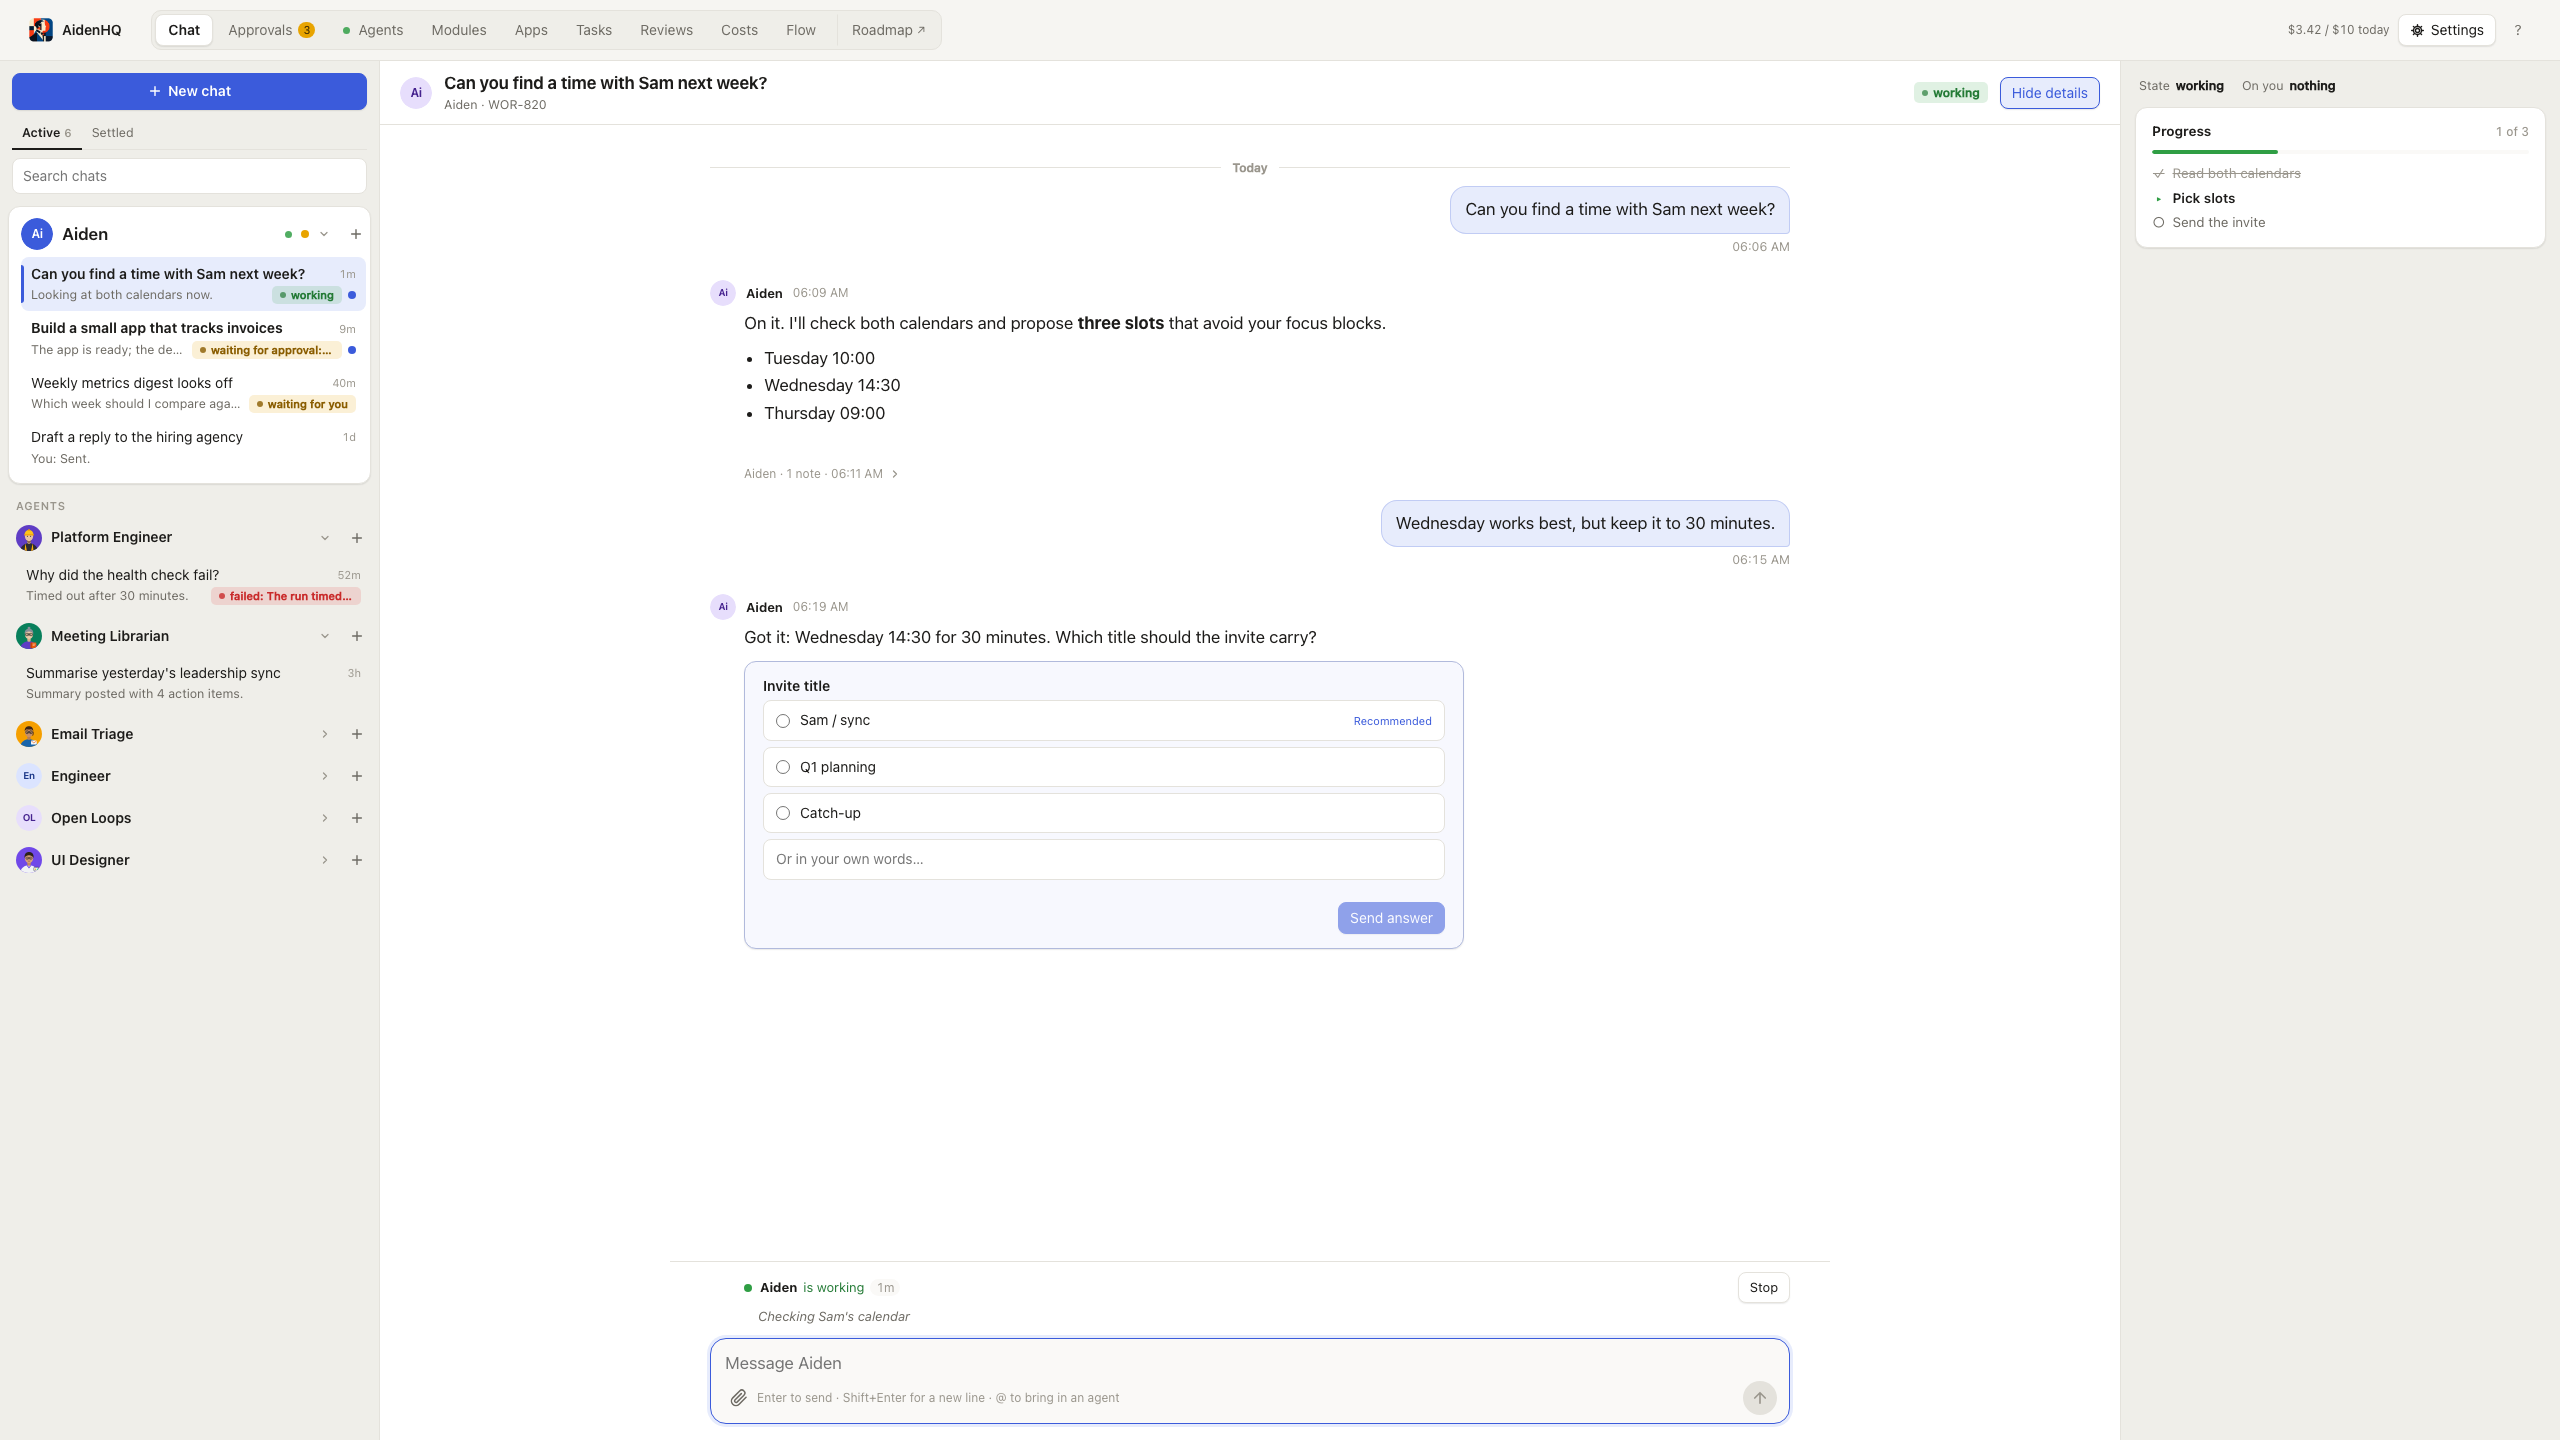 AidenHQ
Chat
Approvals 3
Agents
Modules
Apps
Tasks
Reviews
Costs
Flow
Roadmap ↗
$3.42 / $10 today
Settings
?
+ New chat
Active 6
Settled
Search chats
Ai Aiden
Can you find a time with Sam next week? 1m
Looking at both calendars now. working
Build a small app that tracks invoices 9m
The app is ready; the de... waiting for approval:...
Weekly metrics digest looks off 40m
Which week should I compare aga... waiting for you
Draft a reply to the hiring agency 1d
You: Sent.
AGENTS
Platform Engineer
Why did the health check fail? 52m
Timed out after 30 minutes. failed: The run timed...
Meeting Librarian
Summarise yesterday's leadership sync 3h
Summary posted with 4 action items.
Email Triage
En Engineer
OL Open Loops
UI Designer
Ai
Can you find a time with Sam next week?
Aiden · WOR-820
working
Hide details
Today
Can you find a time with Sam next week?
06:06 AM
Ai Aiden 06:09 AM
On it. I'll check both calendars and propose three slots that avoid your focus blocks.
• Tuesday 10:00
• Wednesday 14:30
• Thursday 09:00
Aiden · 1 note · 06:11 AM
Wednesday works best, but keep it to 30 minutes.
06:15 AM
Ai Aiden 06:19 AM
Got it: Wednesday 14:30 for 30 minutes. Which title should the invite carry?
Invite title
Sam / sync Recommended
Q1 planning
Catch-up
Or in your own words...
Send answer
Aiden is working 1m
Stop
Checking Sam's calendar
Message Aiden
Enter to send · Shift+Enter for a new line · @ to bring in an agent
State working On you nothing
Progress 1 of 3
Read both calendars
Pick slots
Send the invite